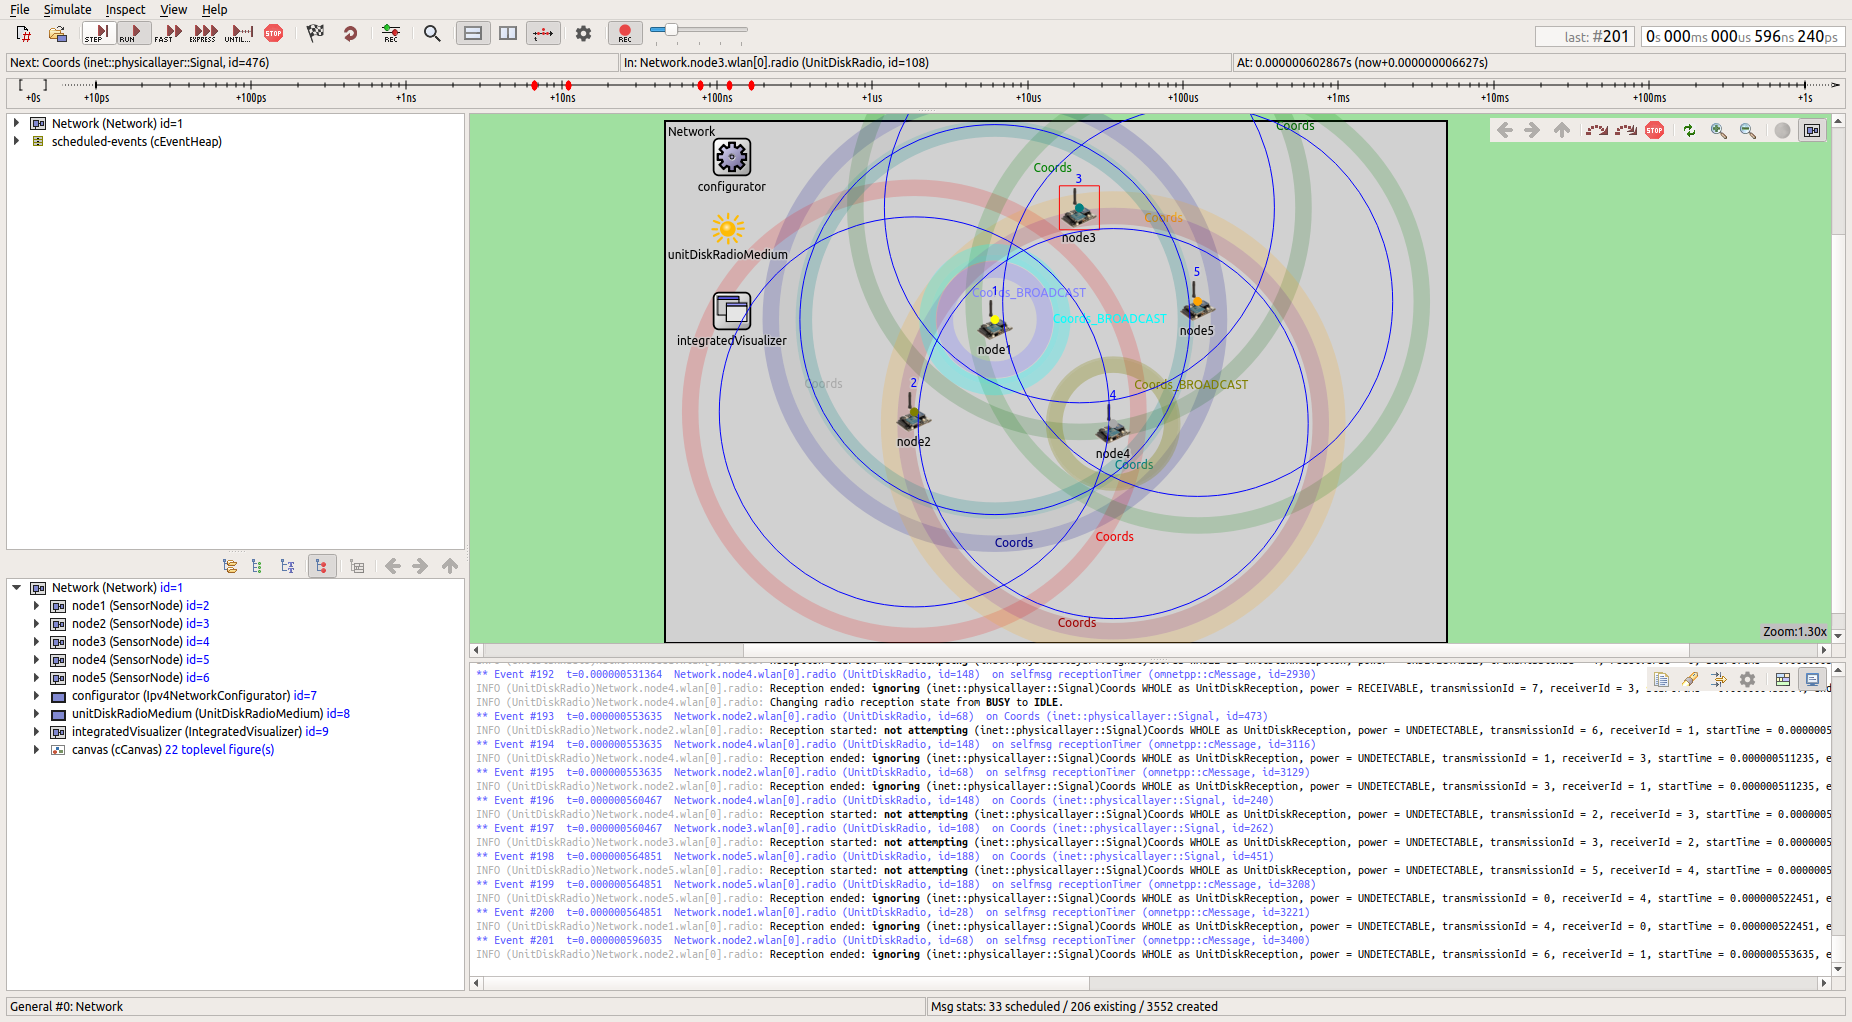 File Simulate Inspect View Help
STEP RUN FAST EXPRESS UNTIL... STOP REC REC
last: #201 0s 000ms 000us 596ns 240ps
Next: Coords (inet::physicallayer::Signal, id=476) In: Network.node3.wlan[0].radio (UnitDiskRadio, id=108) At: 0.000000602867s (now+0.000000006627s)
+0s +10ps +100ps +1ns +10ns +100ns +1us +10us +100us +1ms +10ms +100ms +1s
Network (Network) id=1
scheduled-events (cEventHeap)
Network (Network) id=1
node1 (SensorNode) id=2
node2 (SensorNode) id=3
node3 (SensorNode) id=4
node4 (SensorNode) id=5
node5 (SensorNode) id=6
configurator (Ipv4NetworkConfigurator) id=7
unitDiskRadioMedium (UnitDiskRadioMedium) id=8
integratedVisualizer (IntegratedVisualizer) id=9
canvas (cCanvas) 22 toplevel figure(s)
Network
Coords
STOP
Coords
3
configurator
Coords
node3
unitDiskRadioMedium
5
1
Coords_BROADCAST
Coords_BROADCAST
node5
integratedVisualizer
node1
Coords
2
Coords_BROADCAST
4
node2
node4
Coords
Coords
Coords
Coords
Zoom:1.30x
** Event #192 t=0.000000531364 Network.node4.wlan[0].radio (UnitDiskRadio, id=148) on selfmsg receptionTimer (omnetpp::cMessage, id=2930)
INFO (UnitDiskRadio)Network.node4.wlan[0].radio: Reception ended: ignoring (inet::physicallayer::Signal)Coords WHOLE as UnitDiskReception, power = RECEIVABLE, transmissionId = 7, receiverId = 3,
INFO (UnitDiskRadio)Network.node4.wlan[0].radio: Changing radio reception state from BUSY to IDLE.
** Event #193 t=0.000000553635 Network.node2.wlan[0].radio (UnitDiskRadio, id=68) on Coords (inet::physicallayer::Signal, id=473)
INFO (UnitDiskRadio)Network.node2.wlan[0].radio: Reception started: not attempting (inet::physicallayer::Signal)Coords WHOLE as UnitDiskReception, power = UNDETECTABLE, transmissionId = 6, receiverId = 1, startTime = 0.0000005
** Event #194 t=0.000000553635 Network.node4.wlan[0].radio (UnitDiskRadio, id=148) on selfmsg receptionTimer (omnetpp::cMessage, id=3116)
INFO (UnitDiskRadio)Network.node4.wlan[0].radio: Reception ended: ignoring (inet::physicallayer::Signal)Coords WHOLE as UnitDiskReception, power = UNDETECTABLE, transmissionId = 1, receiverId = 3, startTime = 0.000000511235, e
** Event #195 t=0.000000553635 Network.node2.wlan[0].radio (UnitDiskRadio, id=68) on selfmsg receptionTimer (omnetpp::cMessage, id=3129)
INFO (UnitDiskRadio)Network.node2.wlan[0].radio: Reception ended: ignoring (inet::physicallayer::Signal)Coords WHOLE as UnitDiskReception, power = UNDETECTABLE, transmissionId = 3, receiverId = 1, startTime = 0.000000511235, e
** Event #196 t=0.000000560467 Network.node4.wlan[0].radio (UnitDiskRadio, id=148) on Coords (inet::physicallayer::Signal, id=240)
INFO (UnitDiskRadio)Network.node4.wlan[0].radio: Reception started: not attempting (inet::physicallayer::Signal)Coords WHOLE as UnitDiskReception, power = UNDETECTABLE, transmissionId = 2, receiverId = 3, startTime = 0.0000005
** Event #197 t=0.000000560467 Network.node3.wlan[0].radio (UnitDiskRadio, id=108) on Coords (inet::physicallayer::Signal, id=262)
INFO (UnitDiskRadio)Network.node3.wlan[0].radio: Reception started: not attempting (inet::physicallayer::Signal)Coords WHOLE as UnitDiskReception, power = UNDETECTABLE, transmissionId = 3, receiverId = 2, startTime = 0.0000005
** Event #198 t=0.000000564851 Network.node5.wlan[0].radio (UnitDiskRadio, id=188) on Coords (inet::physicallayer::Signal, id=451)
INFO (UnitDiskRadio)Network.node5.wlan[0].radio: Reception started: not attempting (inet::physicallayer::Signal)Coords WHOLE as UnitDiskReception, power = UNDETECTABLE, transmissionId = 5, receiverId = 4, startTime = 0.0000005
** Event #199 t=0.000000564851 Network.node5.wlan[0].radio (UnitDiskRadio, id=188) on selfmsg receptionTimer (omnetpp::cMessage, id=3208)
INFO (UnitDiskRadio)Network.node5.wlan[0].radio: Reception ended: ignoring (inet::physicallayer::Signal)Coords WHOLE as UnitDiskReception, power = UNDETECTABLE, transmissionId = 0, receiverId = 4, startTime = 0.000000522451, e
** Event #200 t=0.000000564851 Network.node1.wlan[0].radio (UnitDiskRadio, id=28) on selfmsg receptionTimer (omnetpp::cMessage, id=3221)
INFO (UnitDiskRadio)Network.node1.wlan[0].radio: Reception ended: ignoring (inet::physicallayer::Signal)Coords WHOLE as UnitDiskReception, power = UNDETECTABLE, transmissionId = 4, receiverId = 0, startTime = 0.000000522451, e
** Event #201 t=0.000000596035 Network.node2.wlan[0].radio (UnitDiskRadio, id=68) on selfmsg receptionTimer (omnetpp::cMessage, id=3400)
INFO (UnitDiskRadio)Network.node2.wlan[0].radio: Reception ended: ignoring (inet::physicallayer::Signal)Coords WHOLE as UnitDiskReception, power = UNDETECTABLE, transmissionId = 6, receiverId = 1, startTime = 0.000000553635, e
General #0: Network Msg stats: 33 scheduled / 206 existing / 3552 created